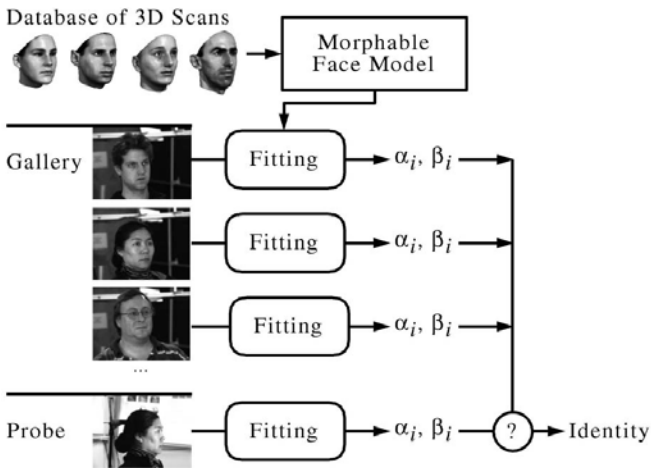 Database of 3D Scans
Morphable
Face Model
Gallery
Fitting
αi, βi
Fitting
αi, βi
Fitting
αi, βi
...
Probe
Fitting
αi, βi
?
Identity